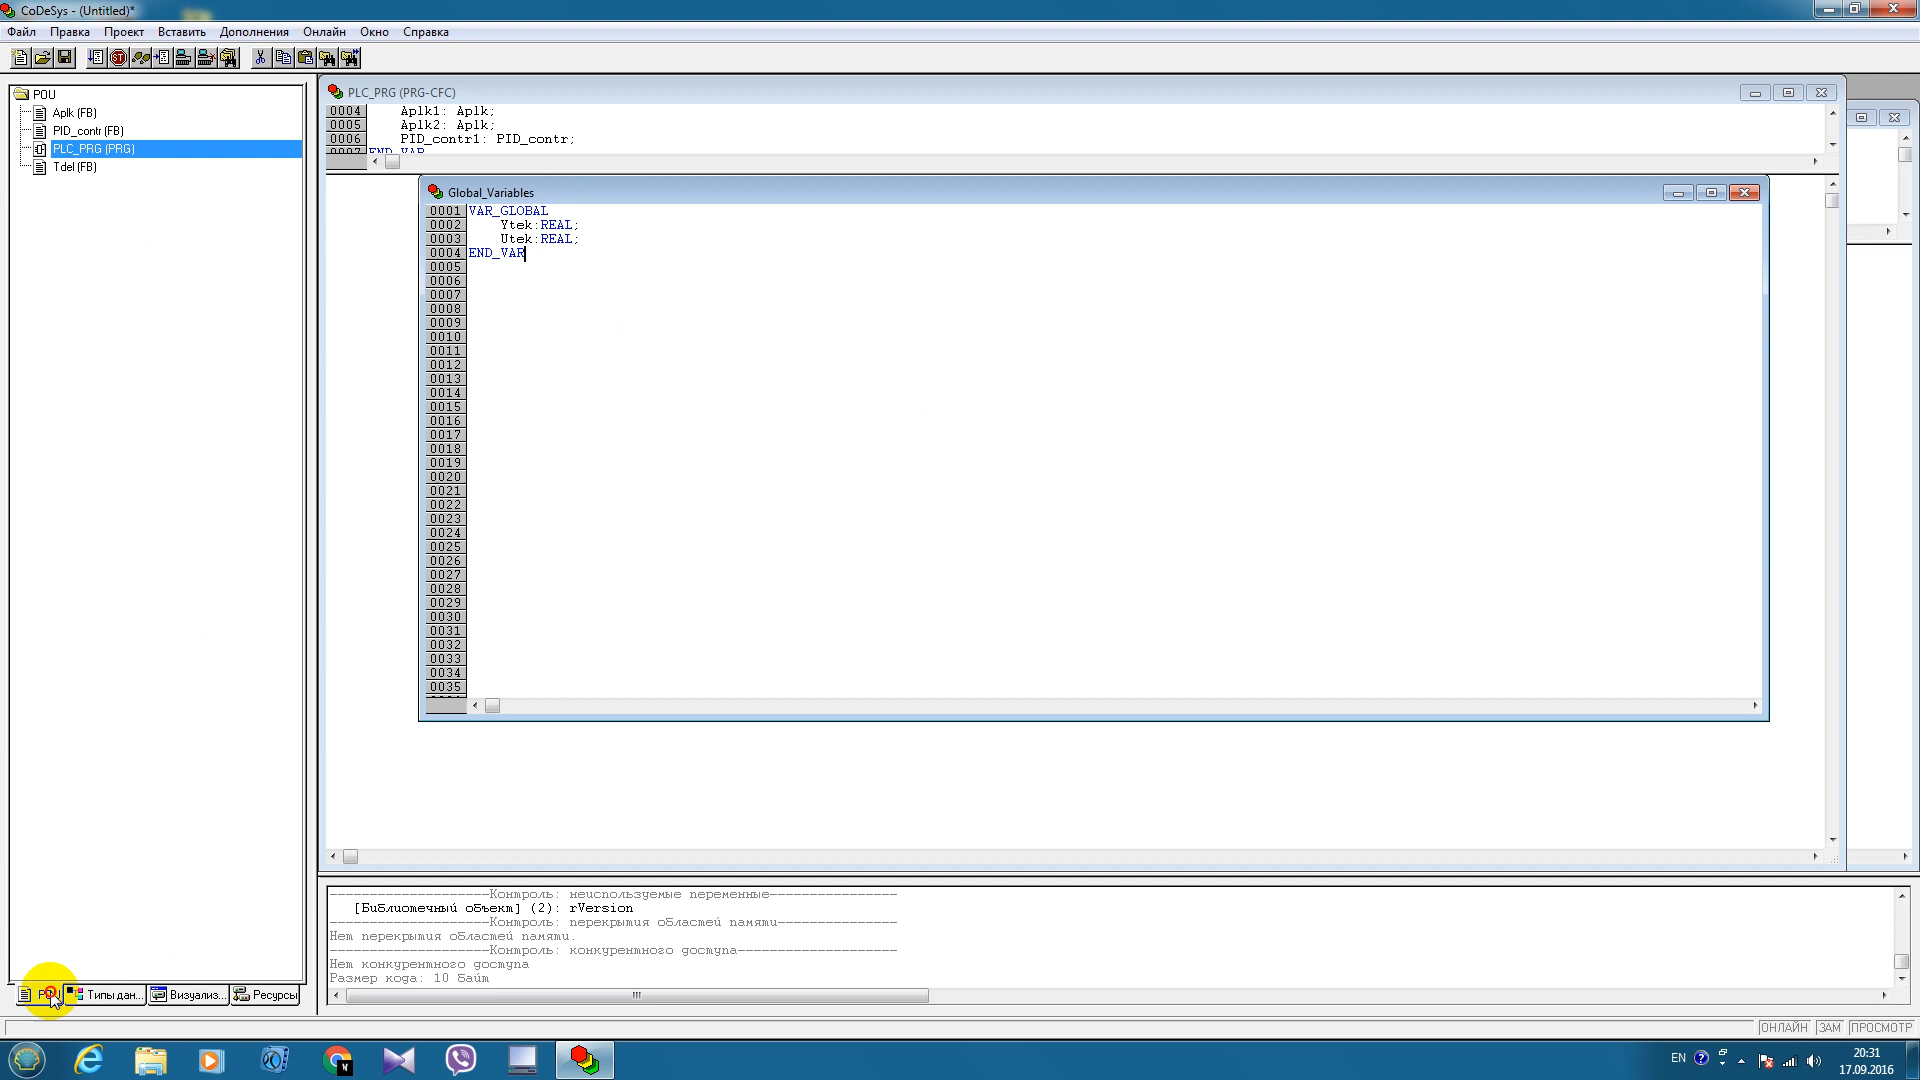 CoDeSys - (Untitled)*
Файл Правка Проект Вставить Дополнения Онлайн Окно Справка
POU
Aplk (FB)
PID_contr (FB)
PLC_PRG (PRG)
Tdel (FB)
PLC_PRG (PRG-CFC)
0004 Aplk1: Aplk;
0005 Aplk2: Aplk;
0006 PID_contr1: PID_contr;
0007 END_VAR
Global_Variables
0001 VAR_GLOBAL
0002 Ytek:REAL;
0003 Utek:REAL;
0004 END_VAR
0005
0006
0007
0008
0009
0010
0011
0012
0013
0014
0015
0016
0017
0018
0019
0020
0021
0022
0023
0024
0025
0026
0027
0028
0029
0030
0031
0032
0033
0034
0035
--------------------Контроль: неиспользуемые переменные----------------
[Библиотечный объект] (2): rVersion
--------------------Контроль: перекрытия областей памяти---------------
Нет перекрытия областей памяти.
--------------------Контроль: конкурентного доступа--------------------
Нет конкурентного доступа
Размер кода: 10 байт
Типы дан... Визуализ... Ресурсы
ОНЛАЙН ЗАМ ПРОСМОТР
EN
20:31
17.09.2016